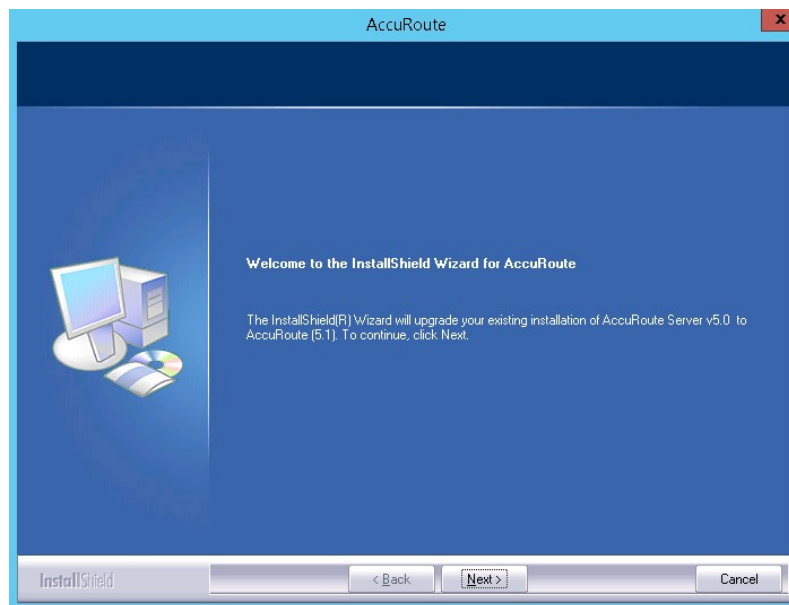 AccuRoute
x
Welcome to the InstallShield Wizard for AccuRoute
The InstallShield(R) Wizard will upgrade your existing installation of AccuRoute Server v5.0 to
AccuRoute (5.1). To continue, click Next.
InstallShield
< Back
Next >
Cancel